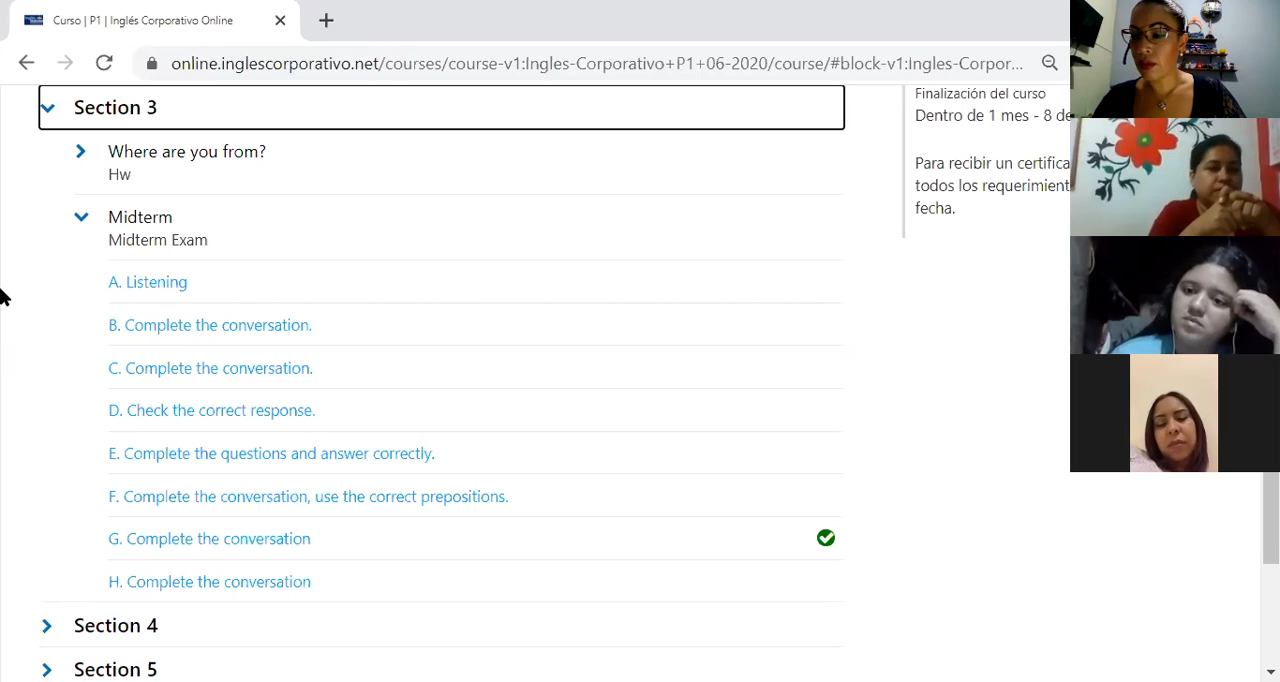 Curso | P1 | Inglés Corporativo Online
online.inglescorporativo.net/courses/course-v1:Ingles-Corporativo+P1+06-2020/course/#block-v1:Ingles-Corpor...
Section 3
Where are you from?
Hw
Midterm
Midterm Exam
A. Listening
B. Complete the conversation.
C. Complete the conversation.
D. Check the correct response.
E. Complete the questions and answer correctly.
F. Complete the conversation, use the correct prepositions.
G. Complete the conversation
H. Complete the conversation
Section 4
Section 5
Finalización del curso
Dentro de 1 mes - 8 de
Para recibir un certifica
todos los requerimient
fecha.